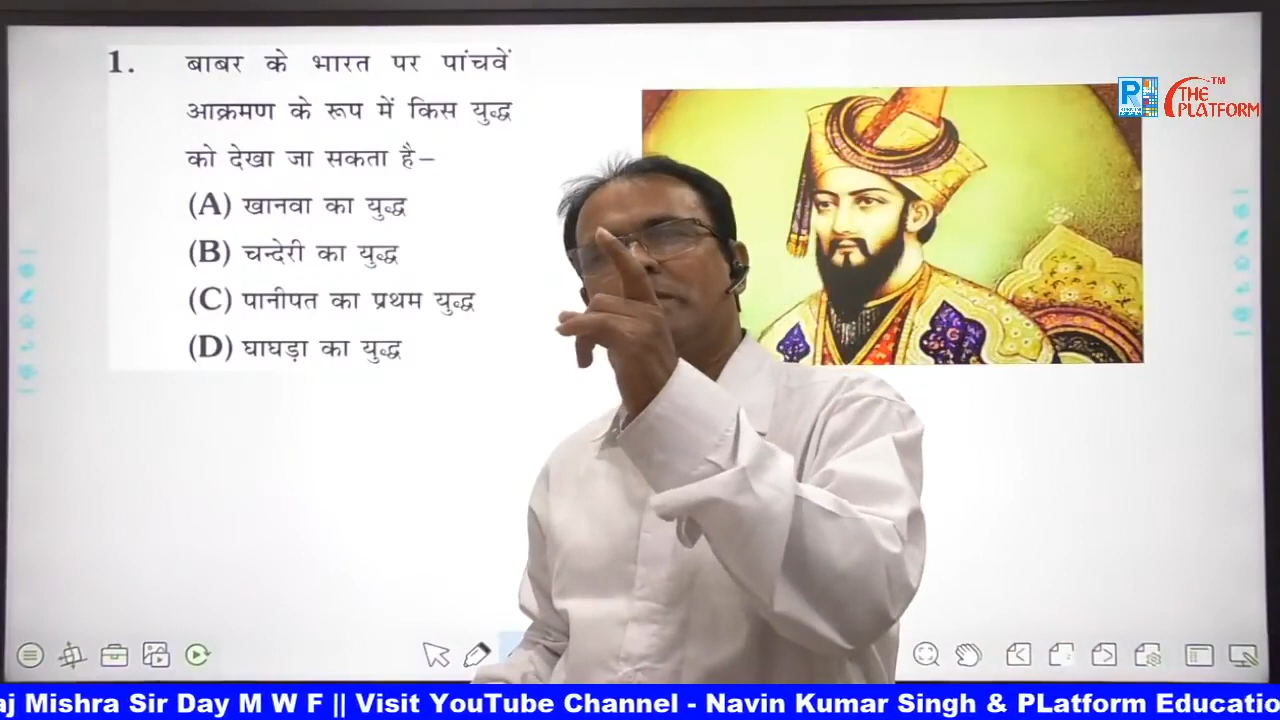 1. बाबर के भारत पर पांचवें
आक्रमण के रूप में किस युद्ध
को देखा जा सकता है–
(A) खानवा का युद्ध
(B) चन्देरी का युद्ध
(C) पानीपत का प्रथम युद्ध
(D) घाघड़ा का युद्ध
THE
PLATFORM™
aj Mishra Sir Day M W F || Visit YouTube Channel - Navin Kumar Singh & PLatform Educatio